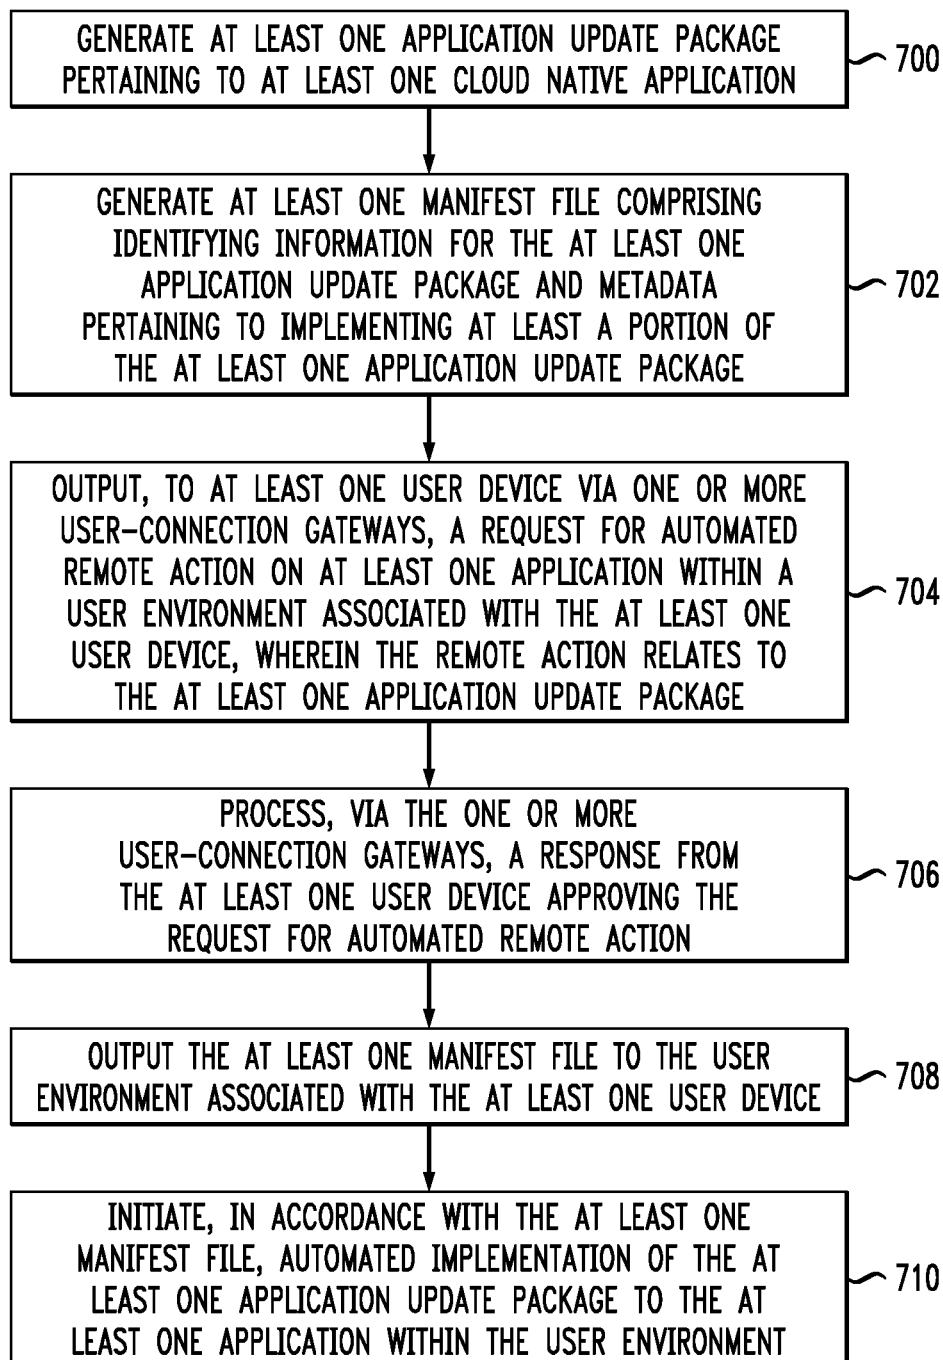 GENERATE AT LEAST ONE APPLICATION UPDATE PACKAGE
PERTAINING TO AT LEAST ONE CLOUD NATIVE APPLICATION
700
GENERATE AT LEAST ONE MANIFEST FILE COMPRISING
IDENTIFYING INFORMATION FOR THE AT LEAST ONE
APPLICATION UPDATE PACKAGE AND METADATA
PERTAINING TO IMPLEMENTING AT LEAST A PORTION OF
THE AT LEAST ONE APPLICATION UPDATE PACKAGE
702
OUTPUT, TO AT LEAST ONE USER DEVICE VIA ONE OR MORE
USER-CONNECTION GATEWAYS, A REQUEST FOR AUTOMATED
REMOTE ACTION ON AT LEAST ONE APPLICATION WITHIN A
USER ENVIRONMENT ASSOCIATED WITH THE AT LEAST ONE
USER DEVICE, WHEREIN THE REMOTE ACTION RELATES TO
THE AT LEAST ONE APPLICATION UPDATE PACKAGE
704
PROCESS, VIA THE ONE OR MORE
USER-CONNECTION GATEWAYS, A RESPONSE FROM
THE AT LEAST ONE USER DEVICE APPROVING THE
REQUEST FOR AUTOMATED REMOTE ACTION
706
OUTPUT THE AT LEAST ONE MANIFEST FILE TO THE USER
ENVIRONMENT ASSOCIATED WITH THE AT LEAST ONE USER DEVICE
708
INITIATE, IN ACCORDANCE WITH THE AT LEAST ONE
MANIFEST FILE, AUTOMATED IMPLEMENTATION OF THE AT
LEAST ONE APPLICATION UPDATE PACKAGE TO THE AT
LEAST ONE APPLICATION WITHIN THE USER ENVIRONMENT
710